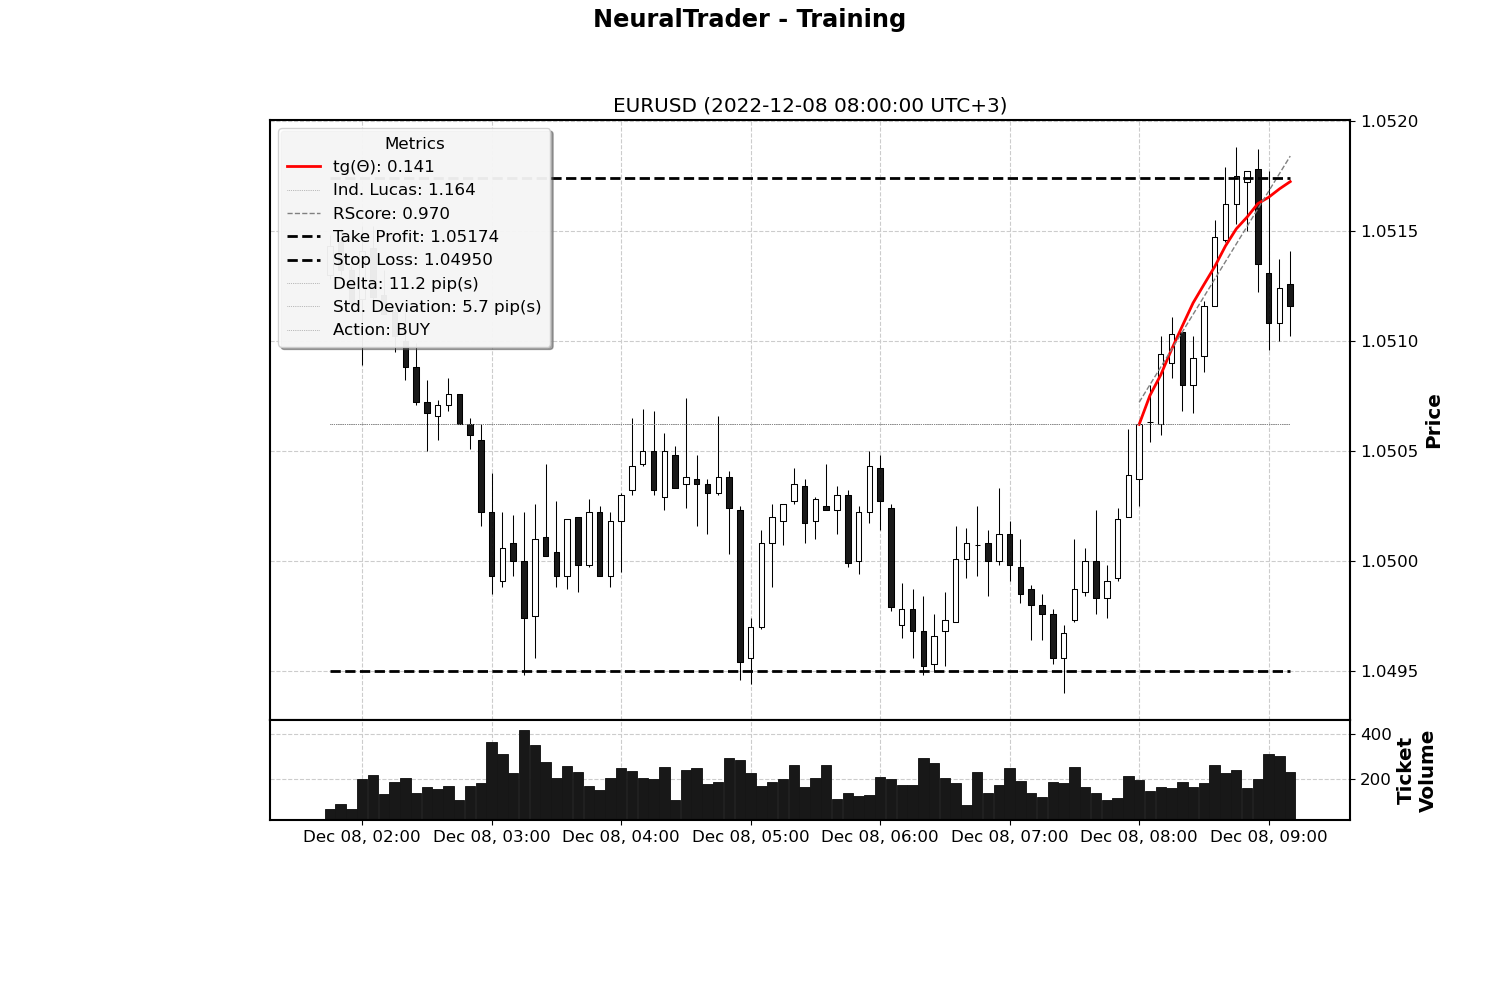 NeuralTrader - Training
EURUSD (2022-12-08 08:00:00 UTC+3)
Metrics
tg(Θ): 0.141
Ind. Lucas: 1.164
RScore: 0.970
Take Profit: 1.05174
Stop Loss: 1.04950
Delta: 11.2 pip(s)
Std. Deviation: 5.7 pip(s)
Action: BUY
1.0520
1.0515
1.0510
1.0505
1.0500
1.0495
Price
400
200
Ticket
Volume
Dec 08, 02:00 Dec 08, 03:00 Dec 08, 04:00 Dec 08, 05:00 Dec 08, 06:00 Dec 08, 07:00 Dec 08, 08:00 Dec 08, 09:00